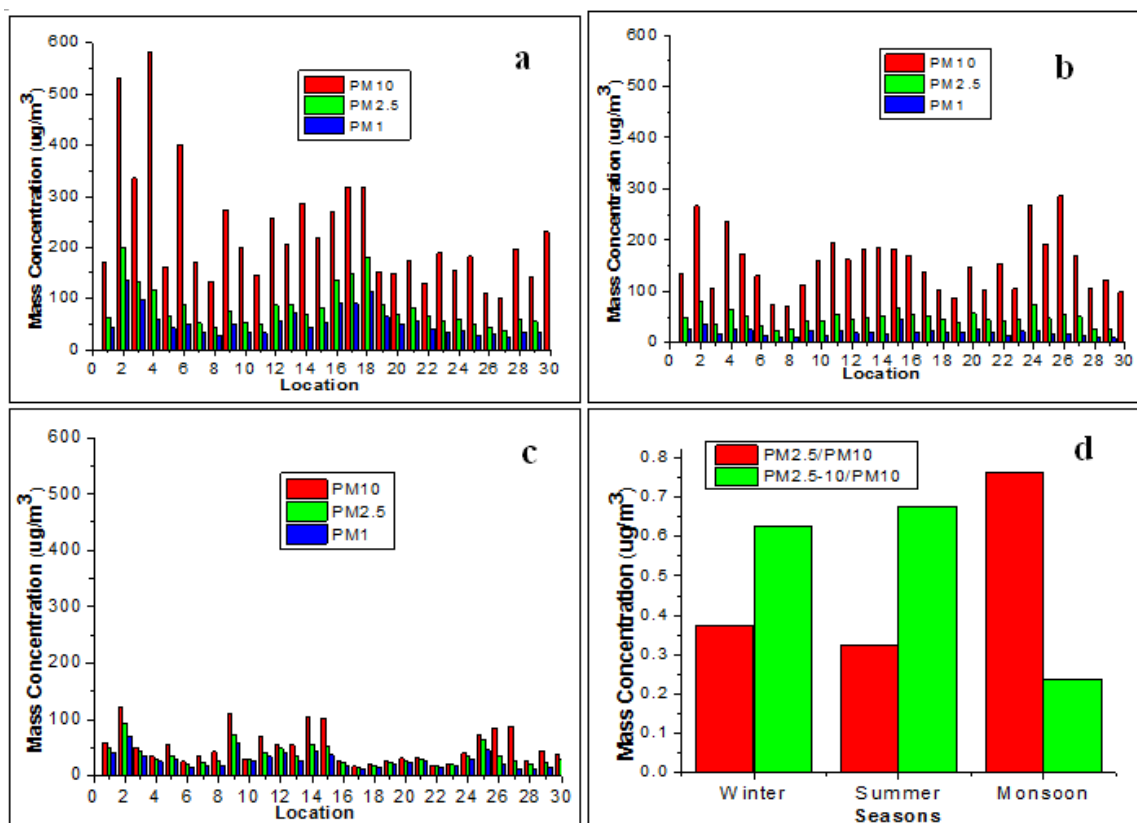 a
PM10
PM2.5
PM1
Mass Concentration (ug/m³)
600
500
400
300
200
100
0
0 2 4 6 8 10 12 14 16 18 20 22 24 26 28 30
Location
b
PM10
PM2.5
PM1
Mass Concentration (ug/m³)
600
500
400
300
200
100
0
0 2 4 6 8 10 12 14 16 18 20 22 24 26 28 30
Location
c
PM10
PM2.5
PM1
Mass Concentration (ug/m³)
600
500
400
300
200
100
0
0 2 4 6 8 10 12 14 16 18 20 22 24 26 28 30
Location
d
PM2.5/PM10
PM2.5-10/PM10
Mass Concentration (ug/m³)
0.8
0.7
0.6
0.5
0.4
0.3
0.2
0.1
0.0
Winter Summer Monsoon
Seasons